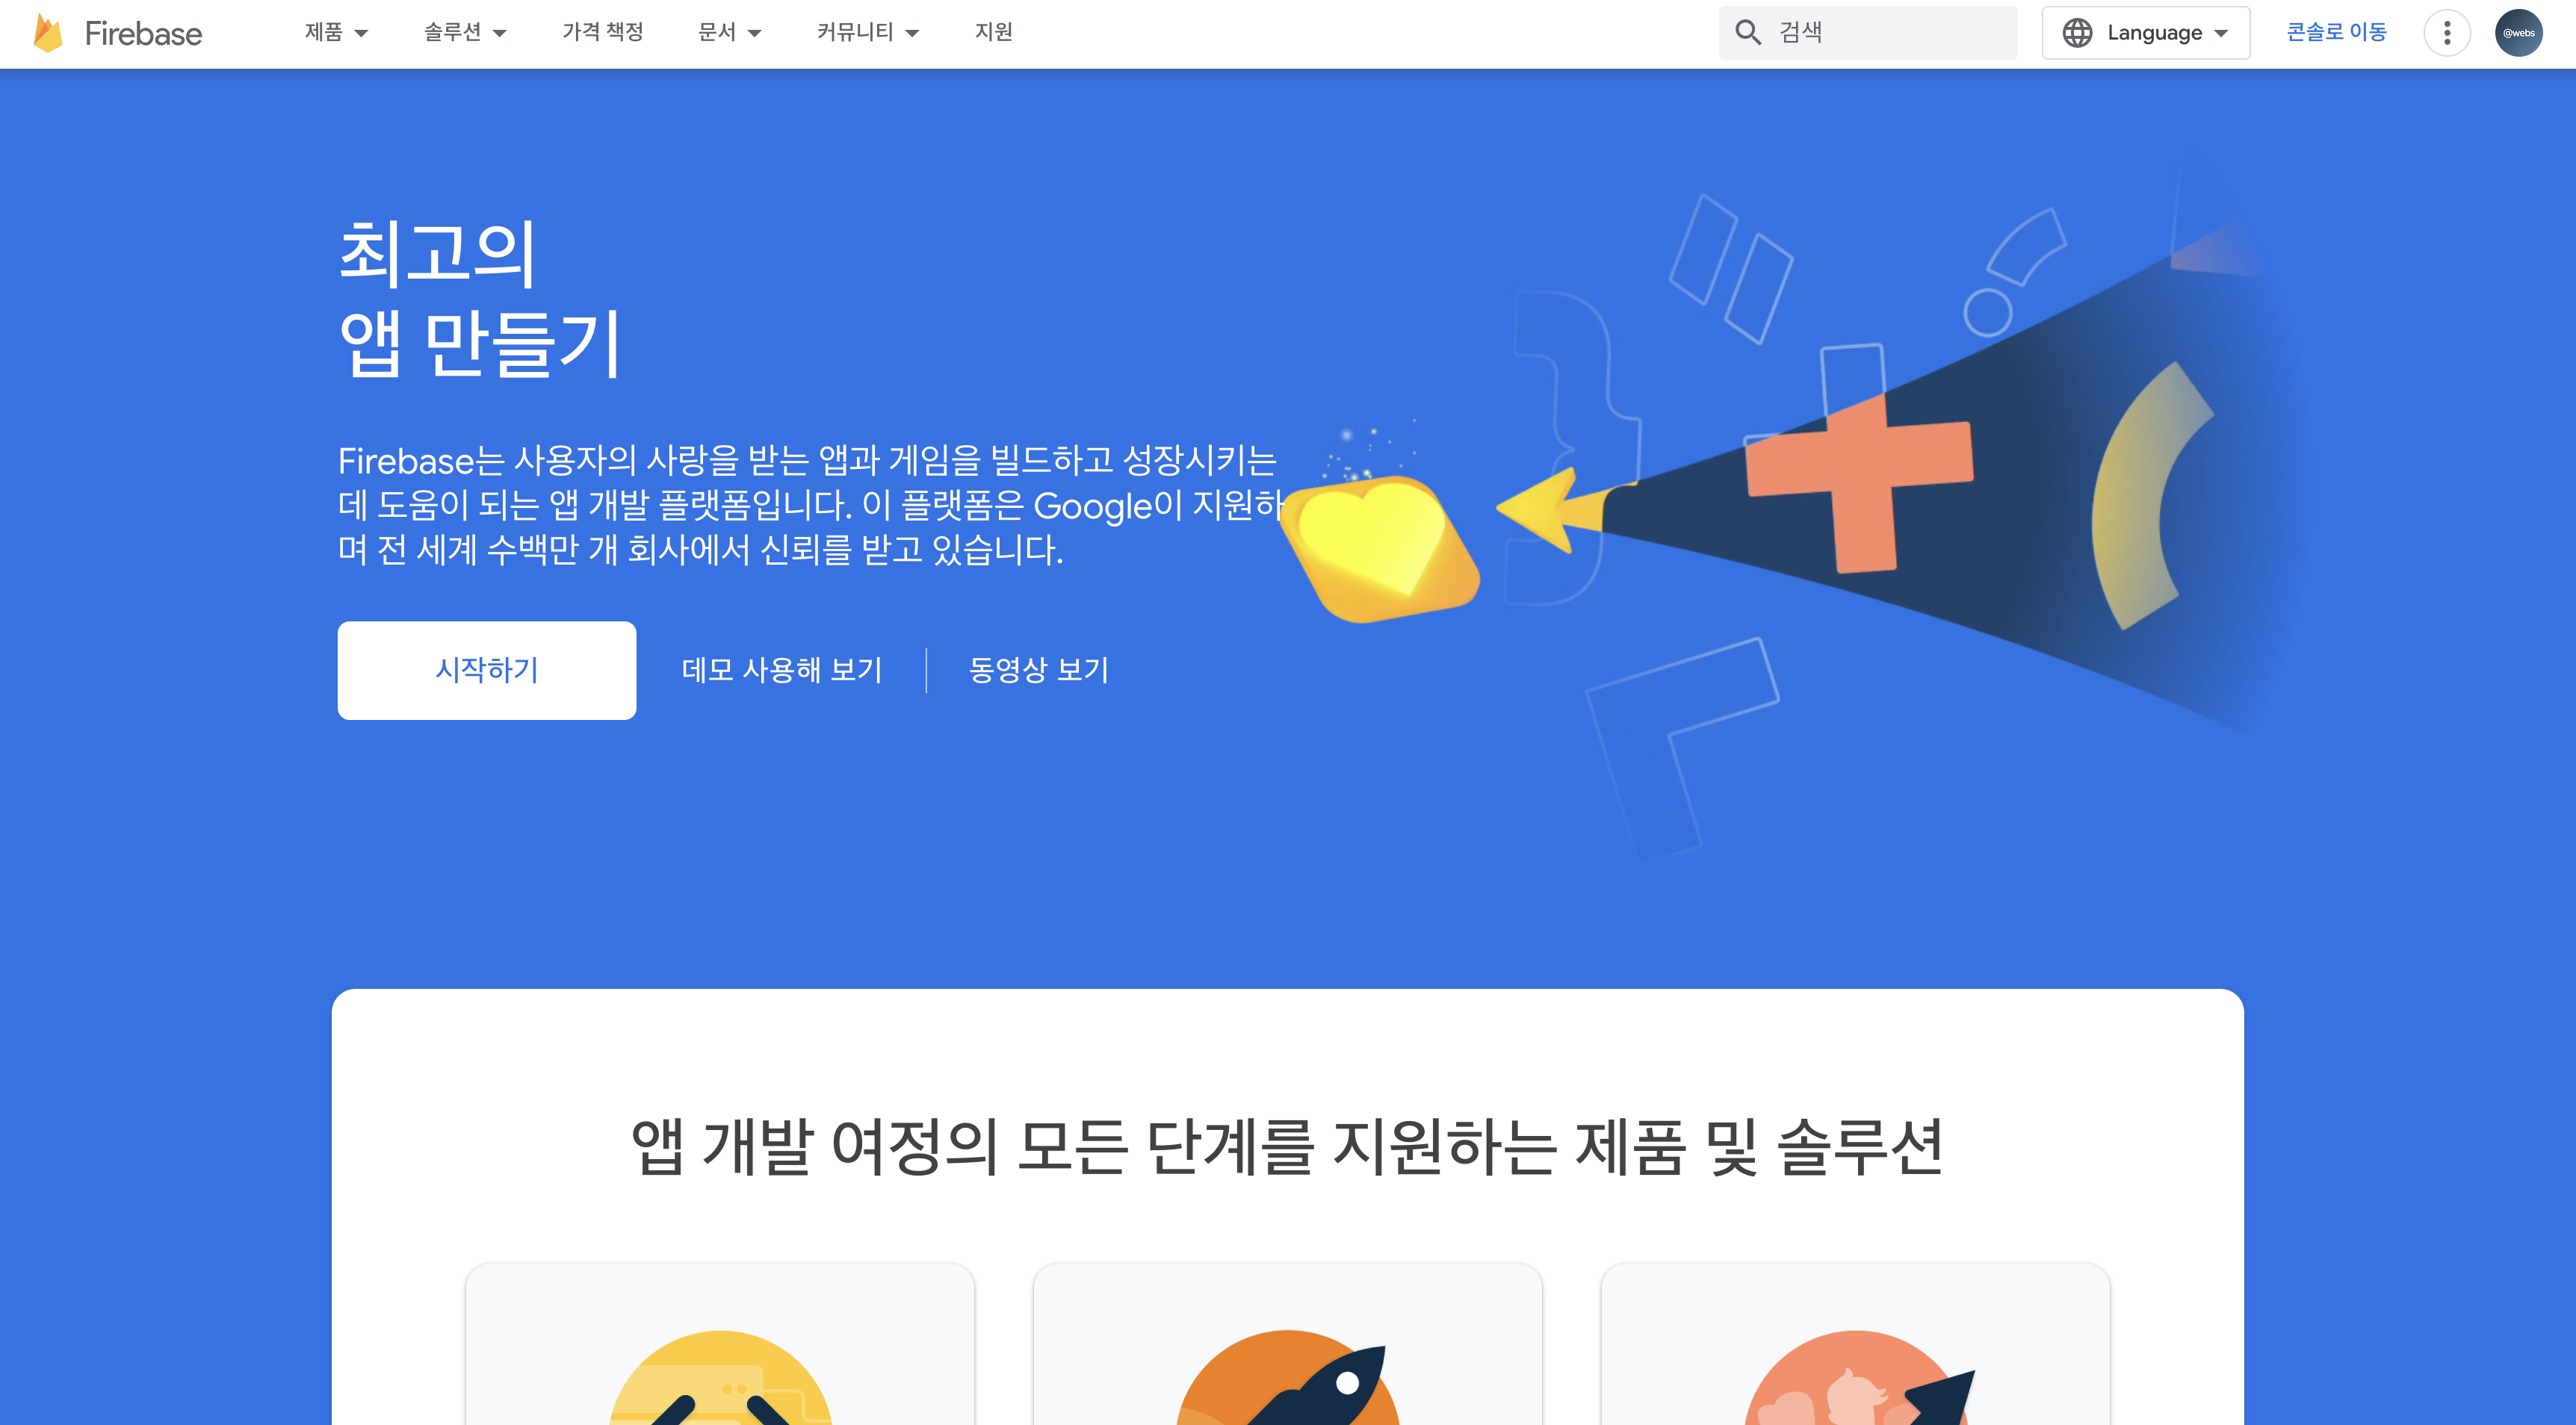 Firebase
제품
솔루션
가격 책정
문서
커뮤니티
지원
검색
Language
콘솔로 이동
@webs
최고의
앱 만들기
Firebase는 사용자의 사랑을 받는 앱과 게임을 빌드하고 성장시키는
데 도움이 되는 앱 개발 플랫폼입니다. 이 플랫폼은 Google이 지원하
며 전 세계 수백만 개 회사에서 신뢰를 받고 있습니다.
시작하기
데모 사용해 보기
동영상 보기
앱 개발 여정의 모든 단계를 지원하는 제품 및 솔루션